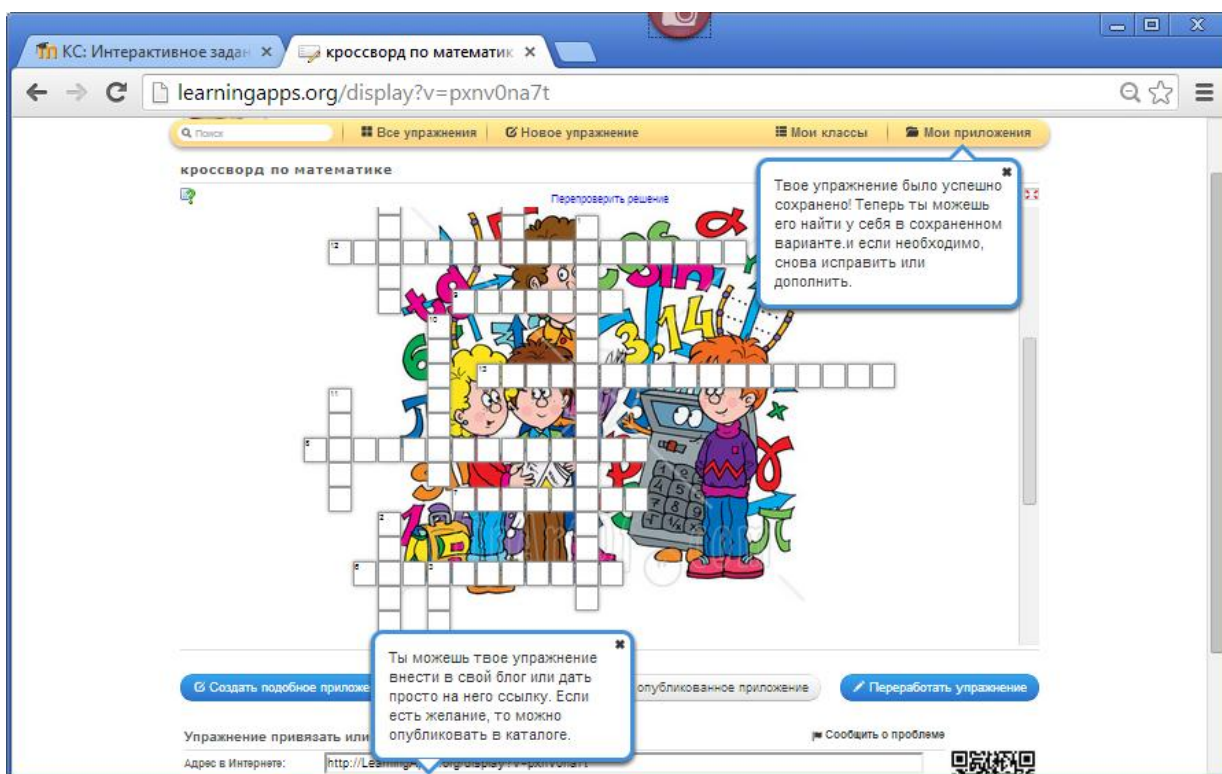 КС: Интерактивное задан
кроссворд по математик
learningapps.org/display?v=pxnv0na7t
Поиск
Все упражнения
Новое упражнение
Мои классы
Мои приложения
кроссворд по математике
Перепроверить решение
Твое упражнение было успешно
сохранено! Теперь ты можешь
его найти у себя в сохраненном
варианте.и если необходимо,
снова исправить или
дополнить.
3,14
Ты можешь твое упражнение
внести в свой блог или дать
просто на него ссылку. Если
есть желание, то можно
опубликовать в каталоге.
Создать подобное приложе
опубликованное приложение
Переработать упражнение
Упражнение привязать или
Сообщить о проблеме
Адрес в Интернете: